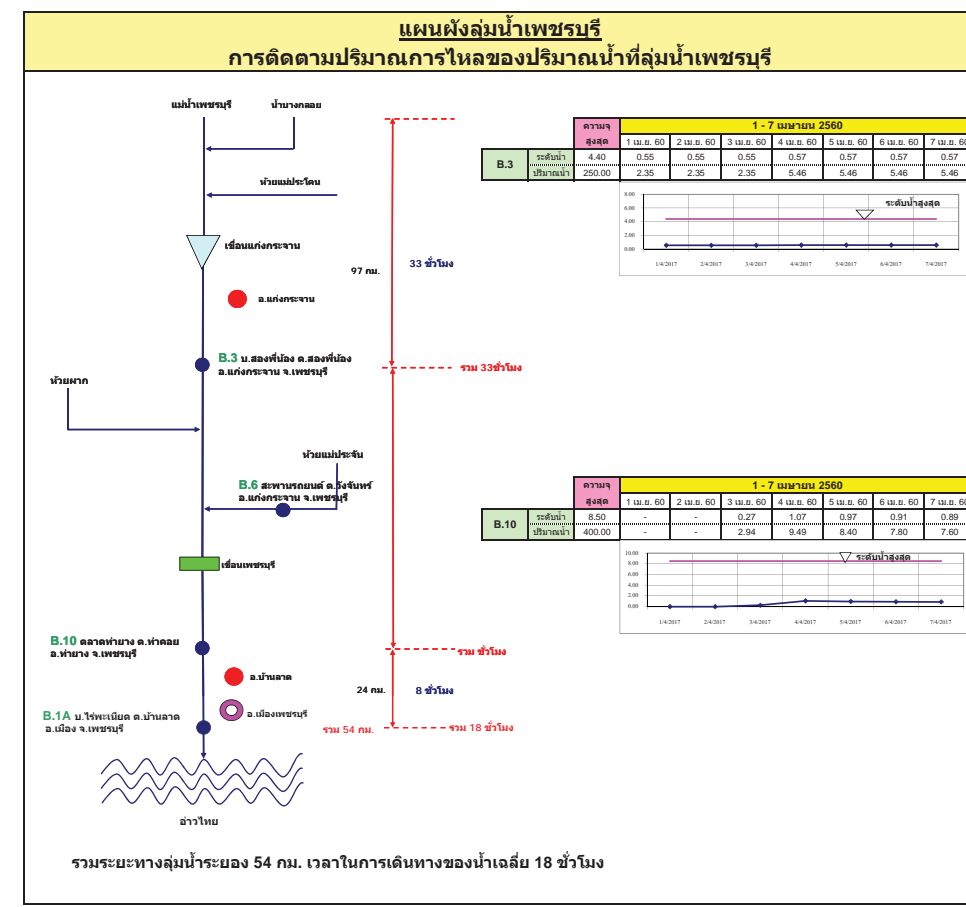 แผนผังลุ่มน้ำเพชรบุรี
การติดตามปริมาณการไหลของปริมาณน้ำที่ลุ่มน้ำเพชรบุรี
แม่น้ำเพชรบุรี
น้ำบางกลอย
ห้วยแม่ประโดน
เขื่อนแก่งกระจาน
อ.แก่งกระจาน
97 กม.
33 ชั่วโมง
B.3 บ.สองพี่น้อง ต.สองพี่น้อง
อ.แก่งกระจาน จ.เพชรบุรี
รวม 33ชั่วโมง
ห้วยผาก
ห้วยแม่ประจัน
B.6 สะพานรถยนต์ ต.วังจันทร์
อ.แก่งกระจาน จ.เพชรบุรี
เขื่อนเพชรบุรี
B.10 ตลาดท่ายาง ต.ท่าคอย
อ.ท่ายาง จ.เพชรบุรี
รวม ชั่วโมง
อ.บ้านลาด
24 กม.
8 ชั่วโมง
อ.เมืองเพชรบุรี
B.1A บ.ไร่พะเนียด ต.บ้านลาด
อ.เมือง จ.เพชรบุรี
รวม 54 กม.
รวม 18 ชั่วโมง
อ่าวไทย
รวมระยะทางลุ่มน้ำระยอง 54 กม. เวลาในการเดินทางของน้ำเฉลี่ย 18 ชั่วโมง
ความจุ 1 - 7 เมษายน 2560
สูงสุด 1 เม.ย. 60 2 เม.ย. 60 3 เม.ย. 60 4 เม.ย. 60 5 เม.ย. 60 6 เม.ย. 60 7 เม.ย. 60
B.3
ระดับน้ำ 4.40 0.55 0.55 0.55 0.57 0.57 0.57 0.57
ปริมาณน้ำ 250.00 2.35 2.35 2.35 5.46 5.46 5.46 5.46
8.00
6.00
4.00
2.00
0.00
ระดับน้ำสูงสุด
1/4/2017 2/4/2017 3/4/2017 4/4/2017 5/4/2017 6/4/2017 7/4/2017
ความจุ 1 - 7 เมษายน 2560
สูงสุด 1 เม.ย. 60 2 เม.ย. 60 3 เม.ย. 60 4 เม.ย. 60 5 เม.ย. 60 6 เม.ย. 60 7 เม.ย. 60
B.10
ระดับน้ำ 8.50 - - 0.27 1.07 0.97 0.91 0.89
ปริมาณน้ำ 400.00 - - 2.94 9.49 8.40 7.80 7.60
10.00
8.00
6.00
4.00
2.00
0.00
ระดับน้ำสูงสุด
1/4/2017 2/4/2017 3/4/2017 4/4/2017 5/4/2017 6/4/2017 7/4/2017